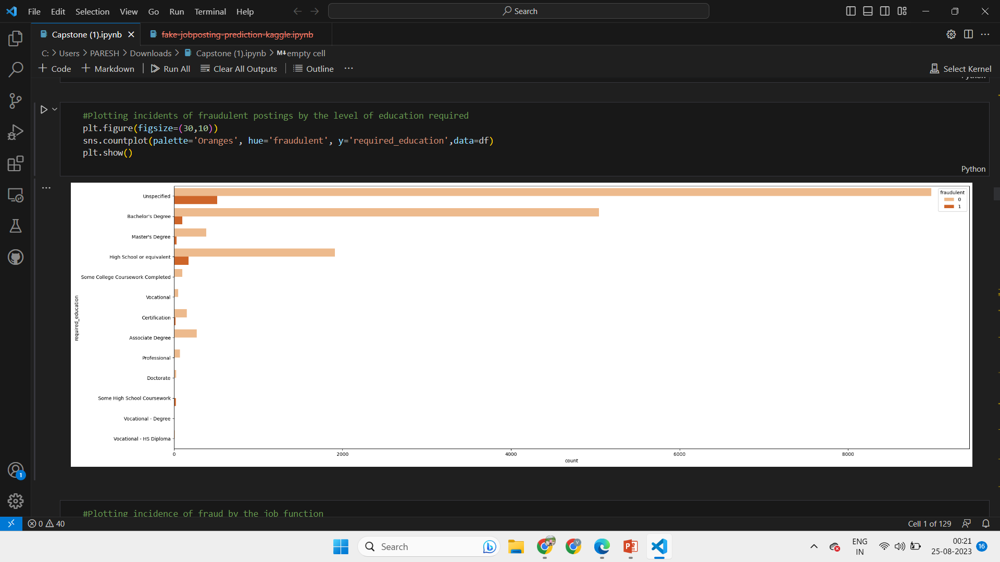 File Edit Selection View Go Run Terminal Help
Search
Capstone (1).ipynb
fake-jobposting-prediction-kaggle.ipynb
C: > Users > PARESH > Downloads > Capstone (1).ipynb > M↓ empty cell
+ Code + Markdown | Run All Clear All Outputs | Outline ...
Select Kernel
Python
#Plotting incidents of fraudulent postings by the level of education required
plt.figure(figsize=(30,10))
sns.countplot(palette='Oranges', hue='fraudulent', y='required_education',data=df)
plt.show()
Python
fraudulent
0
1
Unspecified
Bachelor's Degree
Master's Degree
High School or equivalent
Some College Coursework Completed
Vocational
Certification
Associate Degree
Professional
Doctorate
Some High School Coursework
Vocational - Degree
Vocational - HS Diploma
required_education
0 2000 4000 6000 8000
count
#Plotting incidence of fraud by the job function
1
0 40
Cell 1 of 129
Search
ENG
IN
00:21
25-08-2023
16